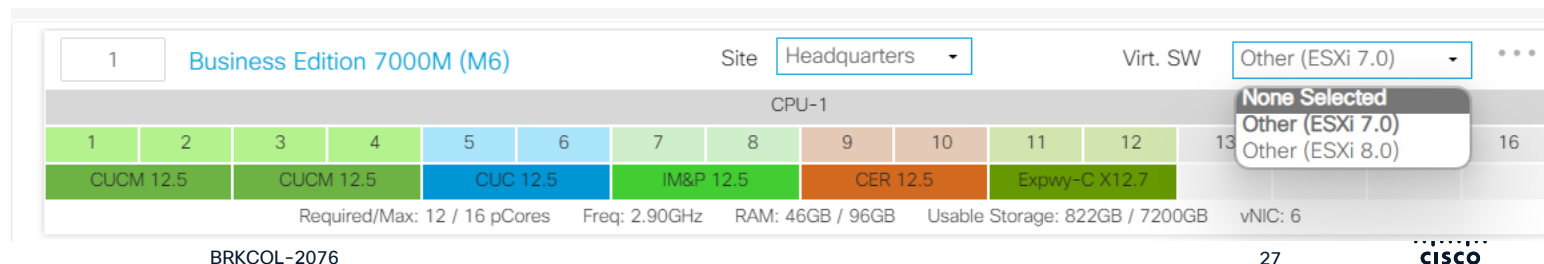 1 Business Edition 7000M (M6) Site Headquarters Virt. SW Other (ESXi 7.0)
None Selected
Other (ESXi 7.0)
Other (ESXi 8.0)
CPU-1
1 2 3 4 5 6 7 8 9 10 11 12 13 16
CUCM 12.5 CUCM 12.5 CUC 12.5 IM&P 12.5 CER 12.5 Expwy-C X12.7
Required/Max: 12 / 16 pCores Freq: 2.90GHz RAM: 46GB / 96GB Usable Storage: 822GB / 7200GB vNIC: 6
BRKCOL-2076 27 CISCO